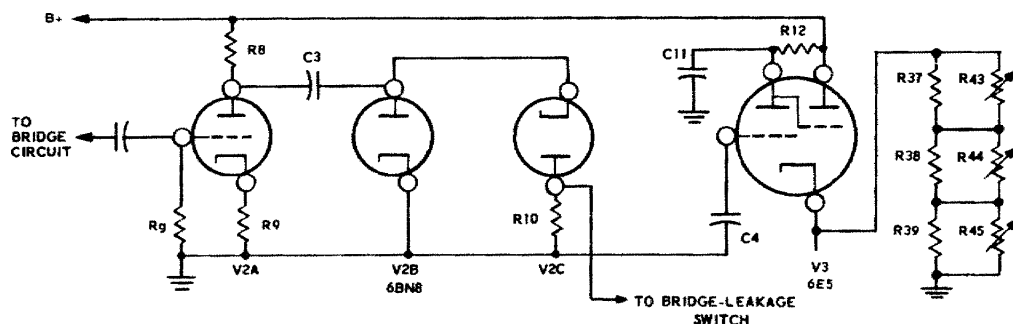 B+
R8
C3
C11
R12
R37
R43
TO
BRIDGE
CIRCUIT
R38
R44
Rg
R9
R10
C4
R39
R45
V2A
V2B
6BN8
V2C
V3
6E5
TO BRIDGE-LEAKAGE
SWITCH